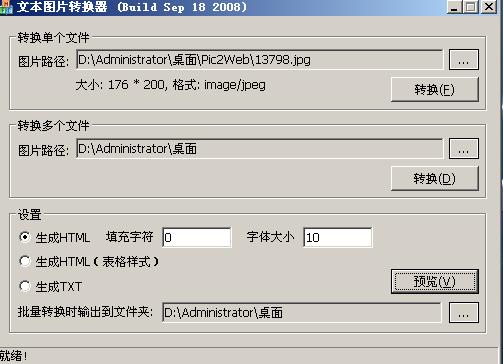 文本图片转换器 (Build Sep 18 2008)
转换单个文件
图片路径: D:\Administrator\桌面\Pic2Web\13798.jpg ...
大小: 176 * 200, 格式: image/jpeg
转换(F)
转换多个文件
图片路径: D:\Administrator\桌面 ...
转换(D)
设置
生成HTML 填充字符 0 字体大小 10
生成HTML(表格样式)
生成TXT 预览(V)
批量转换时输出到文件夹: D:\Administrator\桌面 ...
就绪!